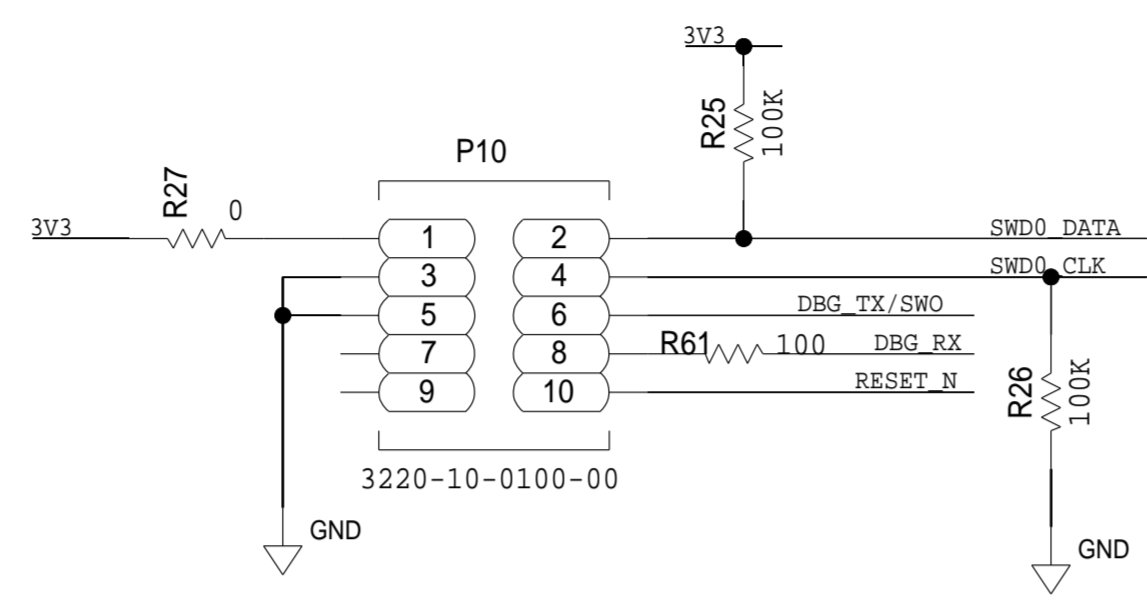 3V3
R25
100K
P10
R27
0
3V3
1
2
SWD0_DATA
3
4
SWD0_CLK
5
6
DBG_TX/SWO
7
8
R61
100
DBG_RX
9
10
RESET_N
R26
100K
3220-10-0100-00
GND
GND